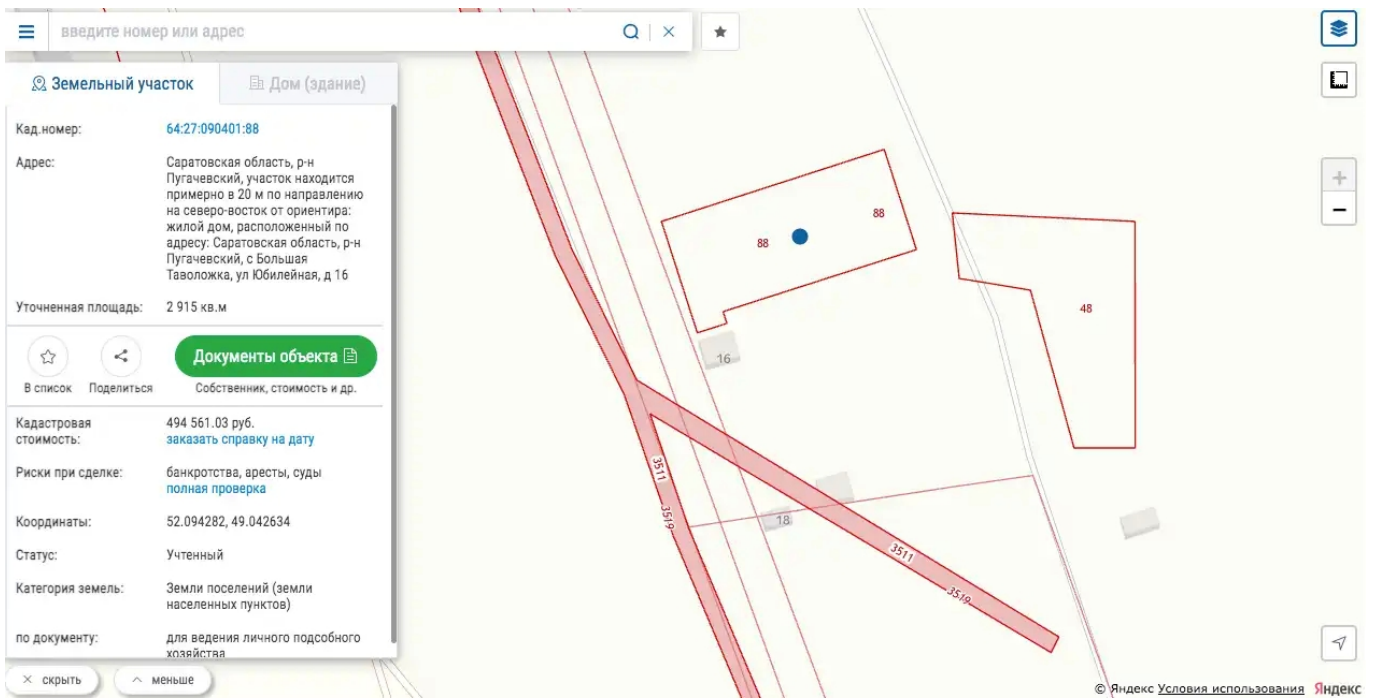 введите номер или адрес
Земельный участок
Дом (здание)
Кад.номер:
64:27:090401:88
Адрес:
Саратовская область, р-н
Пугачевский, участок находится
примерно в 20 м по направлению
на северо-восток от ориентира:
жилой дом, расположенный по
адресу: Саратовская область, р-н
Пугачевский, с Большая
Таволожка, ул Юбилейная, д 16
Уточненная площадь:
2 915 кв.м
В список
Поделиться
Документы объекта
Собственник, стоимость и др.
Кадастровая
стоимость:
494 561.03 руб.
заказать справку на дату
Риски при сделке:
банкротства, аресты, суды
полная проверка
Координаты:
52.094282, 49.042634
Статус:
Учтенный
Категория земель:
Земли поселений (земли
населенных пунктов)
по документу:
для ведения личного подсобного
хозяйства
× скрыть
меньше
88
88
48
16
18
3511
3519
3511
3519
© Яндекс Условия использования Яндекс